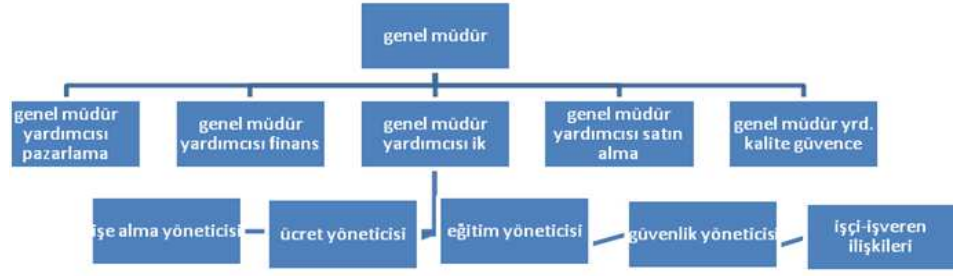 genel müdür
genel müdür
yardımcısı
pazarlama
genel müdür
yardımcısı finans
genel müdür
yardımcısı ik
genel müdür
yardımcısı satın
alma
genel müdür yrd.
kalite güvence
işe alma yöneticisi
ücret yöneticisi
eğitim yöneticisi
güvenlik yöneticisi
işçi-işveren
ilişkileri